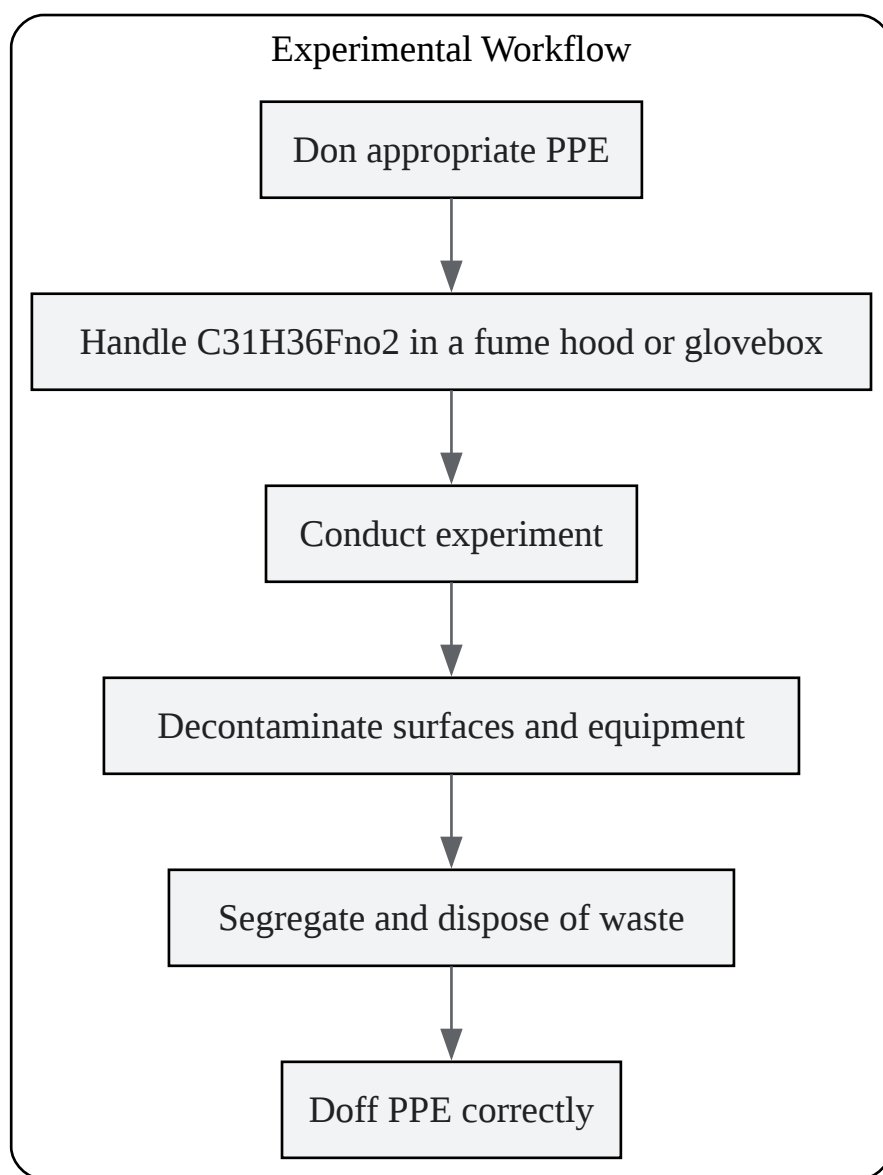 Experimental Workflow
Don appropriate PPE
Handle C31H36Fno2 in a fume hood or glovebox
Conduct experiment
Decontaminate surfaces and equipment
Segregate and dispose of waste
Doff PPE correctly